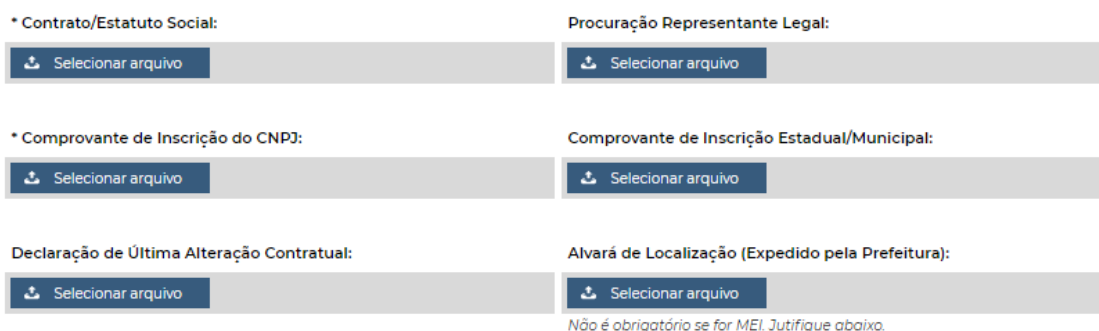 * Contrato/Estatuto Social:
Procuração Representante Legal:
Selecionar arquivo
Selecionar arquivo
* Comprovante de Inscrição do CNPJ:
Comprovante de Inscrição Estadual/Municipal:
Selecionar arquivo
Selecionar arquivo
Declaração de Última Alteração Contratual:
Alvará de Localização (Expedido pela Prefeitura):
Selecionar arquivo
Selecionar arquivo
Não é obrigatório se for MEI. Jutifique abaixo.